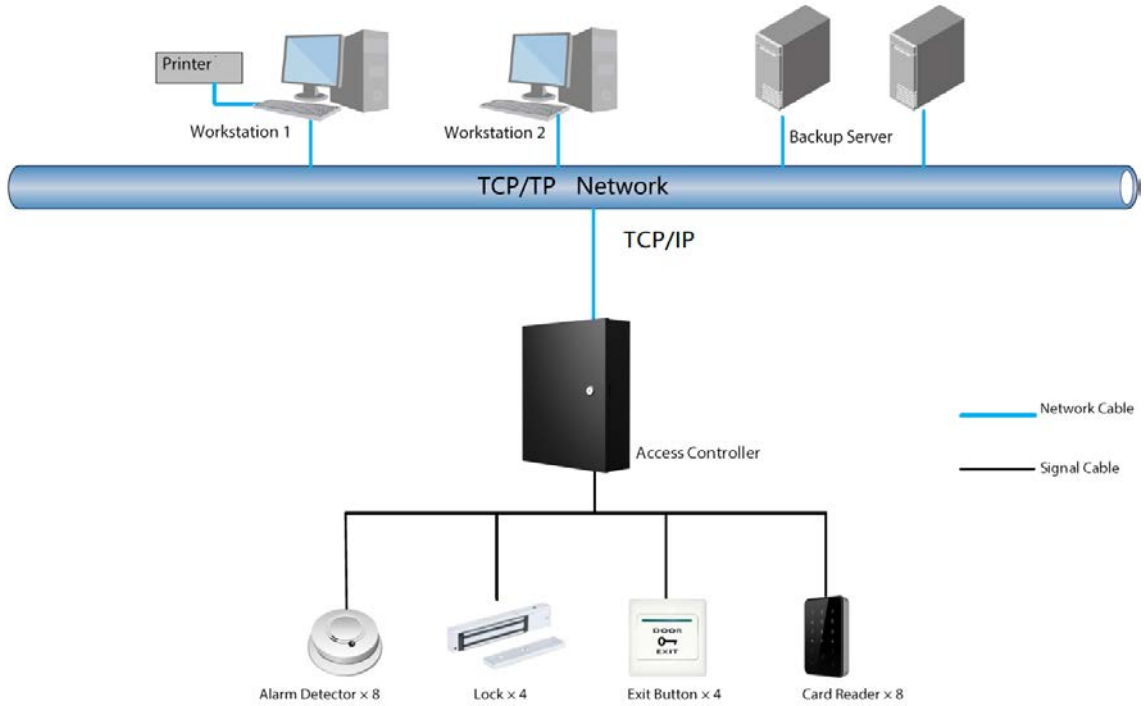 Printer
Workstation 1
Workstation 2
Backup Server
TCP/TP Network
TCP/IP
Access Controller
Network Cable
Signal Cable
DOOR
EXIT
Alarm Detector × 8
Lock × 4
Exit Button × 4
Card Reader × 8